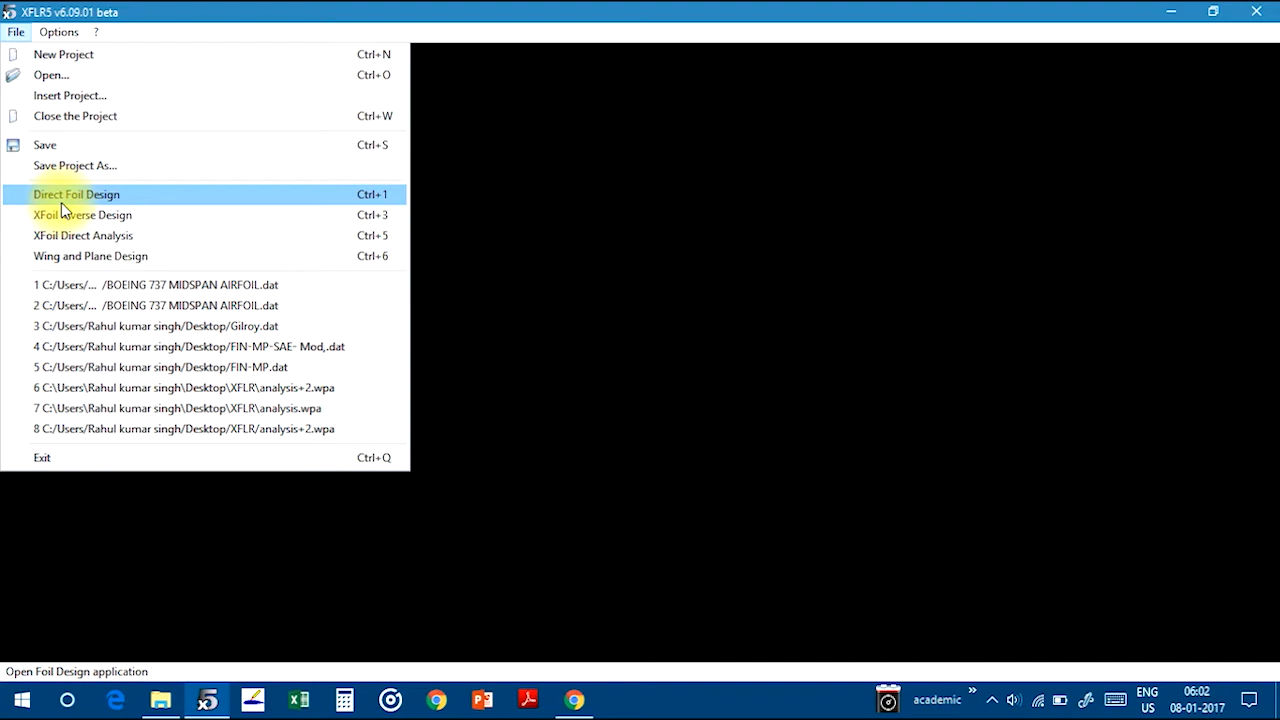 XFLR5 v6.09.01 beta
File Options ?
New Project Ctrl+N
Open... Ctrl+O
Insert Project...
Close the Project Ctrl+W
Save Ctrl+S
Save Project As...
Direct Foil Design Ctrl+1
XFoil Inverse Design Ctrl+3
XFoil Direct Analysis Ctrl+5
Wing and Plane Design Ctrl+6
1 C:/Users/... /BOEING 737 MIDSPAN AIRFOIL.dat
2 C:/Users/... /BOEING 737 MIDSPAN AIRFOIL.dat
3 C:/Users/Rahul kumar singh/Desktop/Gilroy.dat
4 C:/Users/Rahul kumar singh/Desktop/FIN-MP-SAE- Mod,.dat
5 C:/Users/Rahul kumar singh/Desktop/FIN-MP.dat
6 C:\Users\Rahul kumar singh\Desktop\XFLR\analysis+2.wpa
7 C:\Users\Rahul kumar singh\Desktop\XFLR\analysis.wpa
8 C:/Users/Rahul kumar singh/Desktop/XFLR/analysis+2.wpa
Exit Ctrl+Q
Open Foil Design application
academic
ENG
US
06:02
08-01-2017